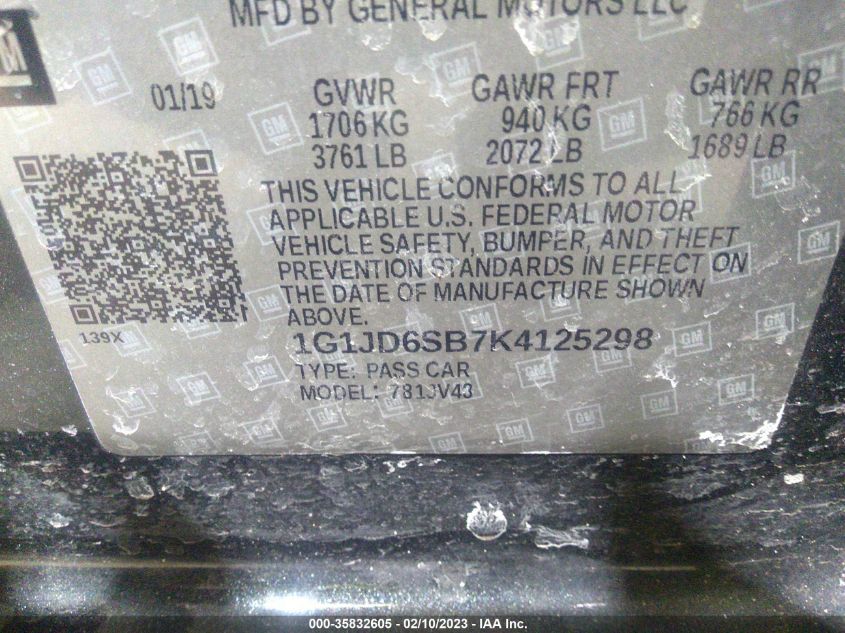 MFD BY GENERAL MOTORS LLC
GM
01/19 GVWR GAWR FRT GAWR RR
1706 KG 940 KG 766 KG
3761 LB 2072 LB 1689 LB
THIS VEHICLE CONFORMS TO ALL
APPLICABLE U.S. FEDERAL MOTOR
VEHICLE SAFETY, BUMPER, AND THEFT
PREVENTION STANDARDS IN EFFECT ON
THE DATE OF MANUFACTURE SHOWN
ABOVE.
139X
1G1JD6SB7K4125298
TYPE: PASS CAR
MODEL: 781JV43
000-35832605 - 02/10/2023 - IAA Inc.